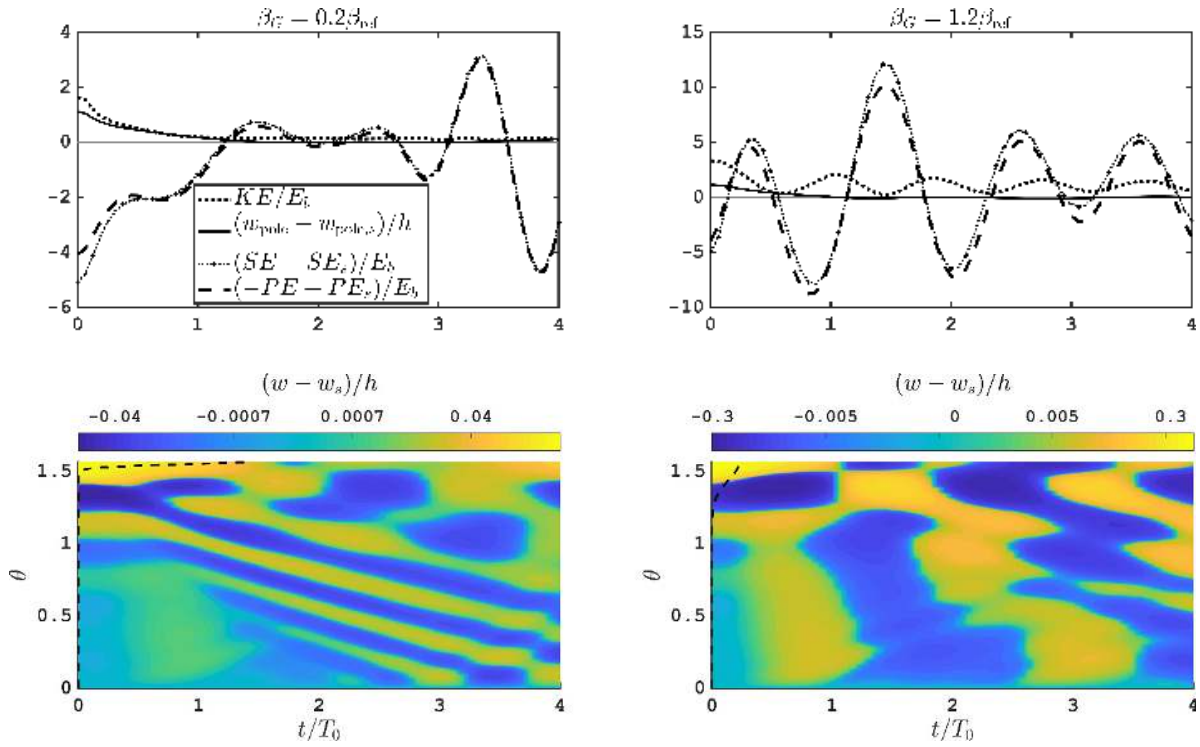 β_G = 0.2β_ref
4
2
0
−2
−4
−6
0 1 2 3 4
KE/E_b
(w_pole − w_pole,s)/h
(SE − SE_s)/E_b
(−PE − PE_s)/E_b
β_G = 1.2β_ref
15
10
5
0
−5
−10
0 1 2 3 4
(w − w_s)/h
−0.04 −0.0007 0.0007 0.04
1.5
1
0.5
0
θ
0 1 2 3 4
t/T_0
(w − w_s)/h
−0.3 −0.005 0 0.005 0.3
1.5
1
0.5
0
θ
0 1 2 3 4
t/T_0